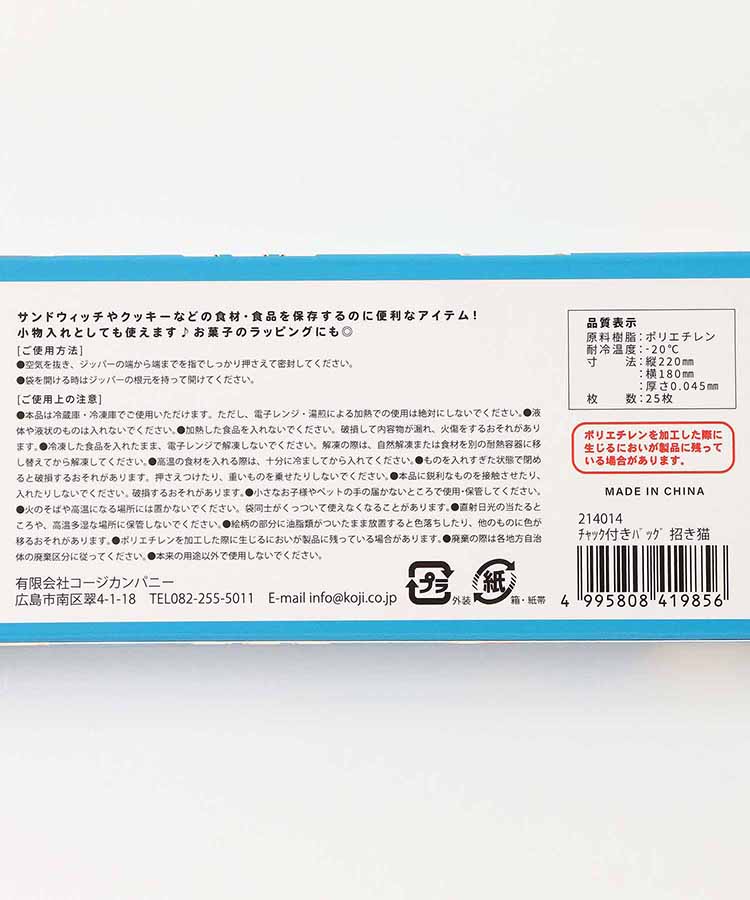 サンドウィッチやクッキーなどの食材・食品を保存するのに便利なアイテム!
小物入れとしても使えます♪お菓子のラッピングにも◎
[ご使用方法]
●空気を抜き、ジッパーの端から端までを指でしっかり押さえて密封してください。
●袋を開ける時はジッパーの根元を持って開けてください。
[ご使用上の注意]
●本品は冷蔵庫・冷凍庫でご使用いただけます。ただし、電子レンジ・湯煎による加熱での使用は絶対にしないでください。●液
体や液状のものは入れないでください。●加熱した食品を入れないでください。破損して内容物が漏れ、火傷をするおそれがあり
ます。●冷凍した食品を入れたまま、電子レンジで解凍しないでください。解凍の際は、自然解凍または食材を別の耐熱容器に移
し替えてから解凍してください。●高温の食材を入れる際は、十分に冷ましてから入れてください。●ものを入れすぎた状態で閉め
ると破損するおそれがあります。押さえつけたり、重いものを乗せたりしないでください。●本品に鋭利なものを接触させたり、
入れたりしないでください。破損するおそれがあります。●小さなお子様やペットの手の届かないところで使用・保管してください。
●火のそばや高温になる場所には置かないでください。袋同士がくっついて使えなくなることがあります。●直射日光の当たると
ころや、高温多湿な場所に保管しないでください。●絵柄の部分に油脂類がついたまま放置すると色落ちしたり、他のものに色が
移るおそれがあります。●ポリエチレンを加工した際に生じるにおいが製品に残っている場合があります。●廃棄の際は各地方自治
体の廃棄区分に従ってください。●本来の用途以外で使用しないでください。
有限会社コージカンパニー
広島市南区翠4-1-18 TEL082-255-5011 E-mail info@koji.co.jp
プラ 外装
紙 箱・紙帯
品質表示
原料樹脂:ポリエチレン
耐冷温度:-20℃
寸 法:縦220mm
:横180mm
:厚さ0.045mm
枚 数:25枚
ポリエチレンを加工した際に
生じるにおいが製品に残って
いる場合があります。
MADE IN CHINA
214014
ﾁｬｯｸ付きﾊﾞｯｸﾞ 招き猫
4 995808 419856